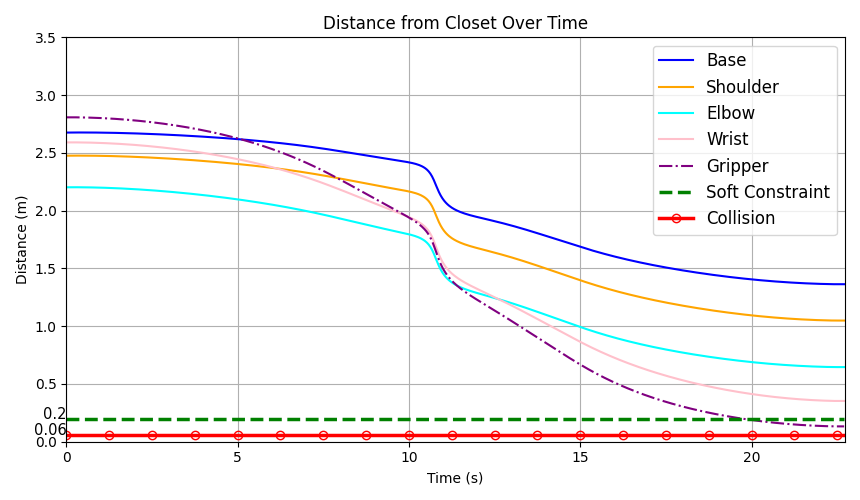 Distance from Closet Over Time
Distance (m)
3.5
3.0
2.5
2.0
1.5
1.0
0.5
0.2
0.06
0.0
Base
Shoulder
Elbow
Wrist
Gripper
Soft Constraint
Collision
0 5 10 15 20
Time (s)